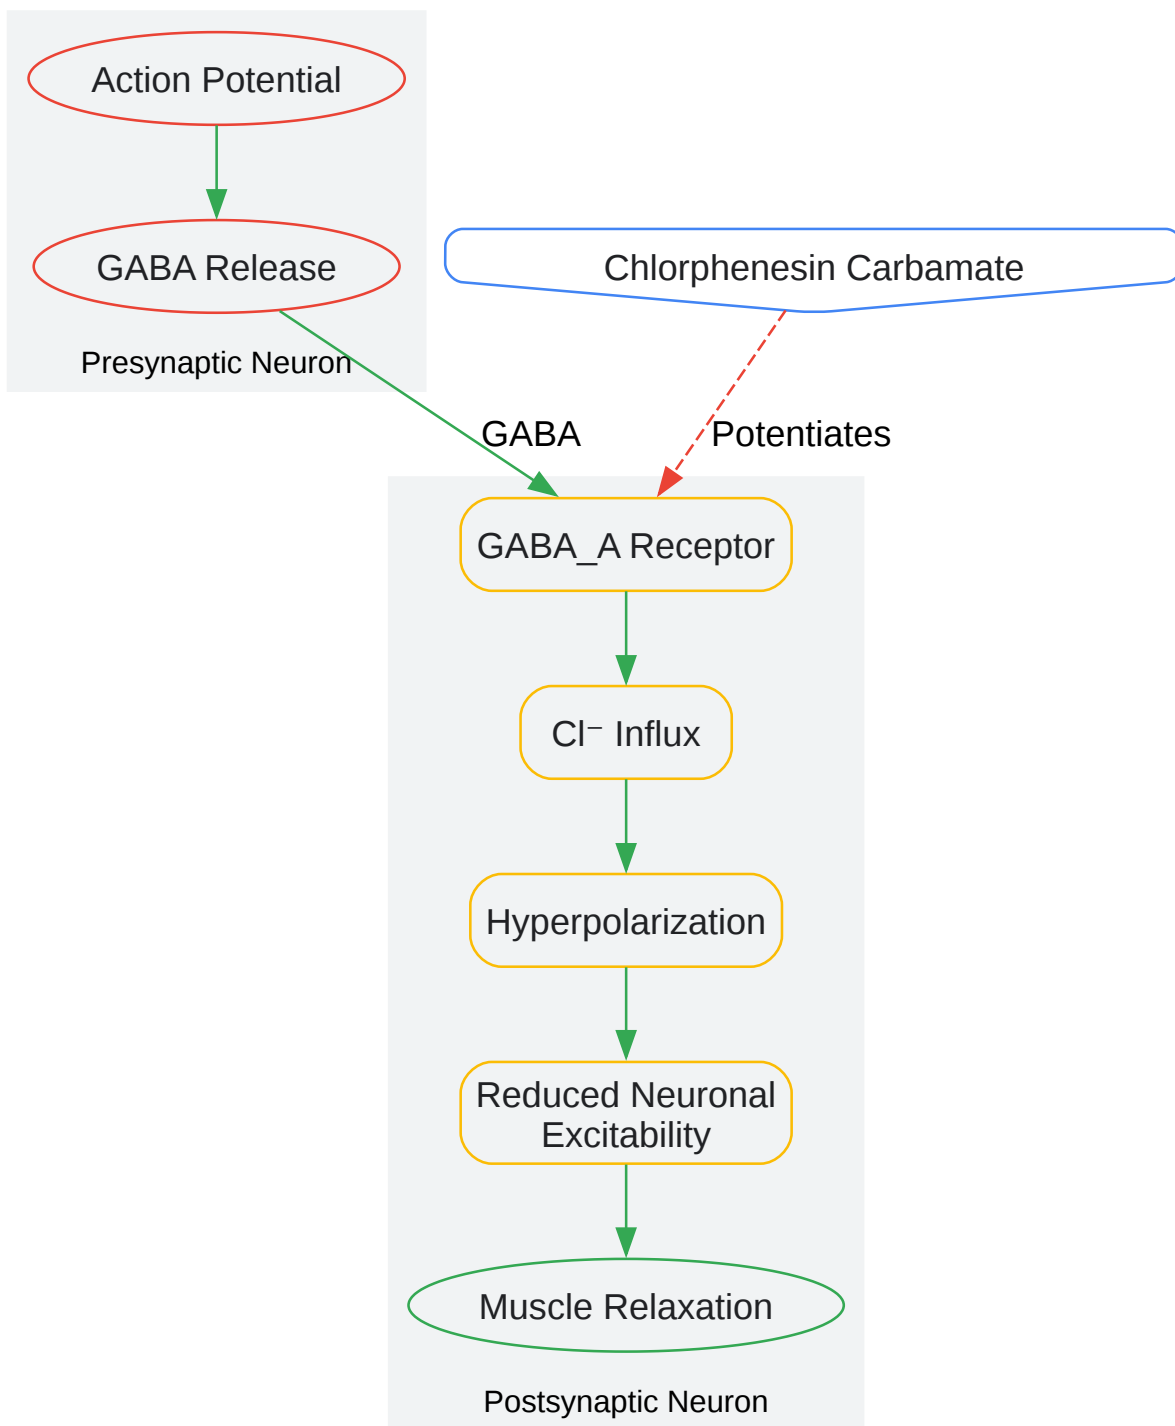 Action Potential
GABA Release
Chlorphenesin Carbamate
Presynaptic Neuron
GABA
Potentiates
GABA_A Receptor
Cl⁻ Influx
Hyperpolarization
Reduced Neuronal
Excitability
Muscle Relaxation
Postsynaptic Neuron